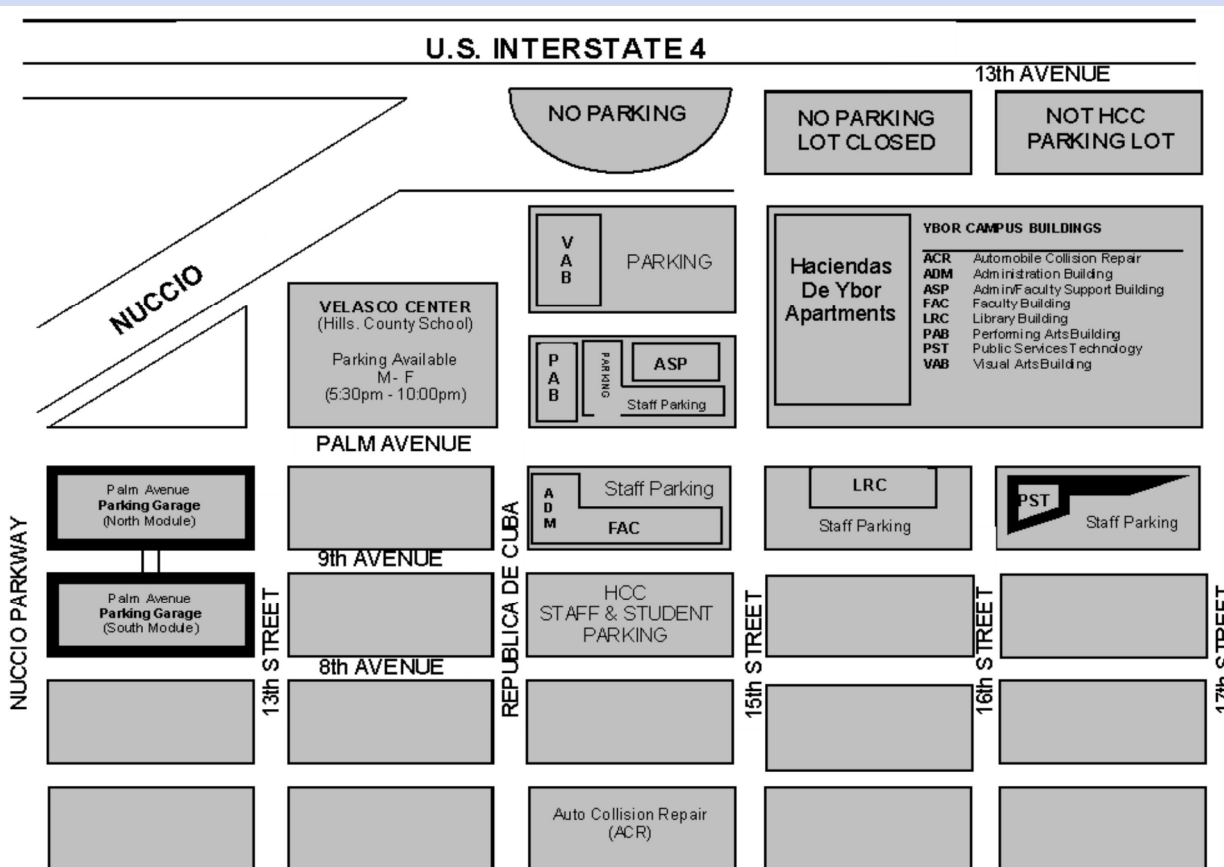 U.S. INTERSTATE 4
13th AVENUE
NO PARKING
NO PARKING
LOT CLOSED
NOT HCC
PARKING LOT
NUCCIO
VELASCO CENTER
(Hills. County School)
Parking Available
M- F
(5:30pm - 10:00pm)
V
A
B
PARKING
P
A
B
PARKING
ASP
Staff Parking
Haciendas
De Ybor
Apartments
YBOR CAMPUS BUILDINGS
ACR Automobile Collision Repair
ADM Administration Building
ASP Admin/Faculty Support Building
FAC Faculty Building
LRC Library Building
PAB Performing Arts Building
PST Public Services Technology
VAB Visual Arts Building
PALM AVENUE
Palm Avenue
Parking Garage
(North Module)
A
D
M
Staff Parking
FAC
LRC
Staff Parking
PST
Staff Parking
9th AVENUE
Palm Avenue
Parking Garage
(South Module)
HCC
STAFF & STUDENT
PARKING
8th AVENUE
NUCCIO PARKWAY
13th STREET
REPUBLICA DE CUBA
15th STREET
16th STREET
17th STREET
Auto Collision Repair
(ACR)